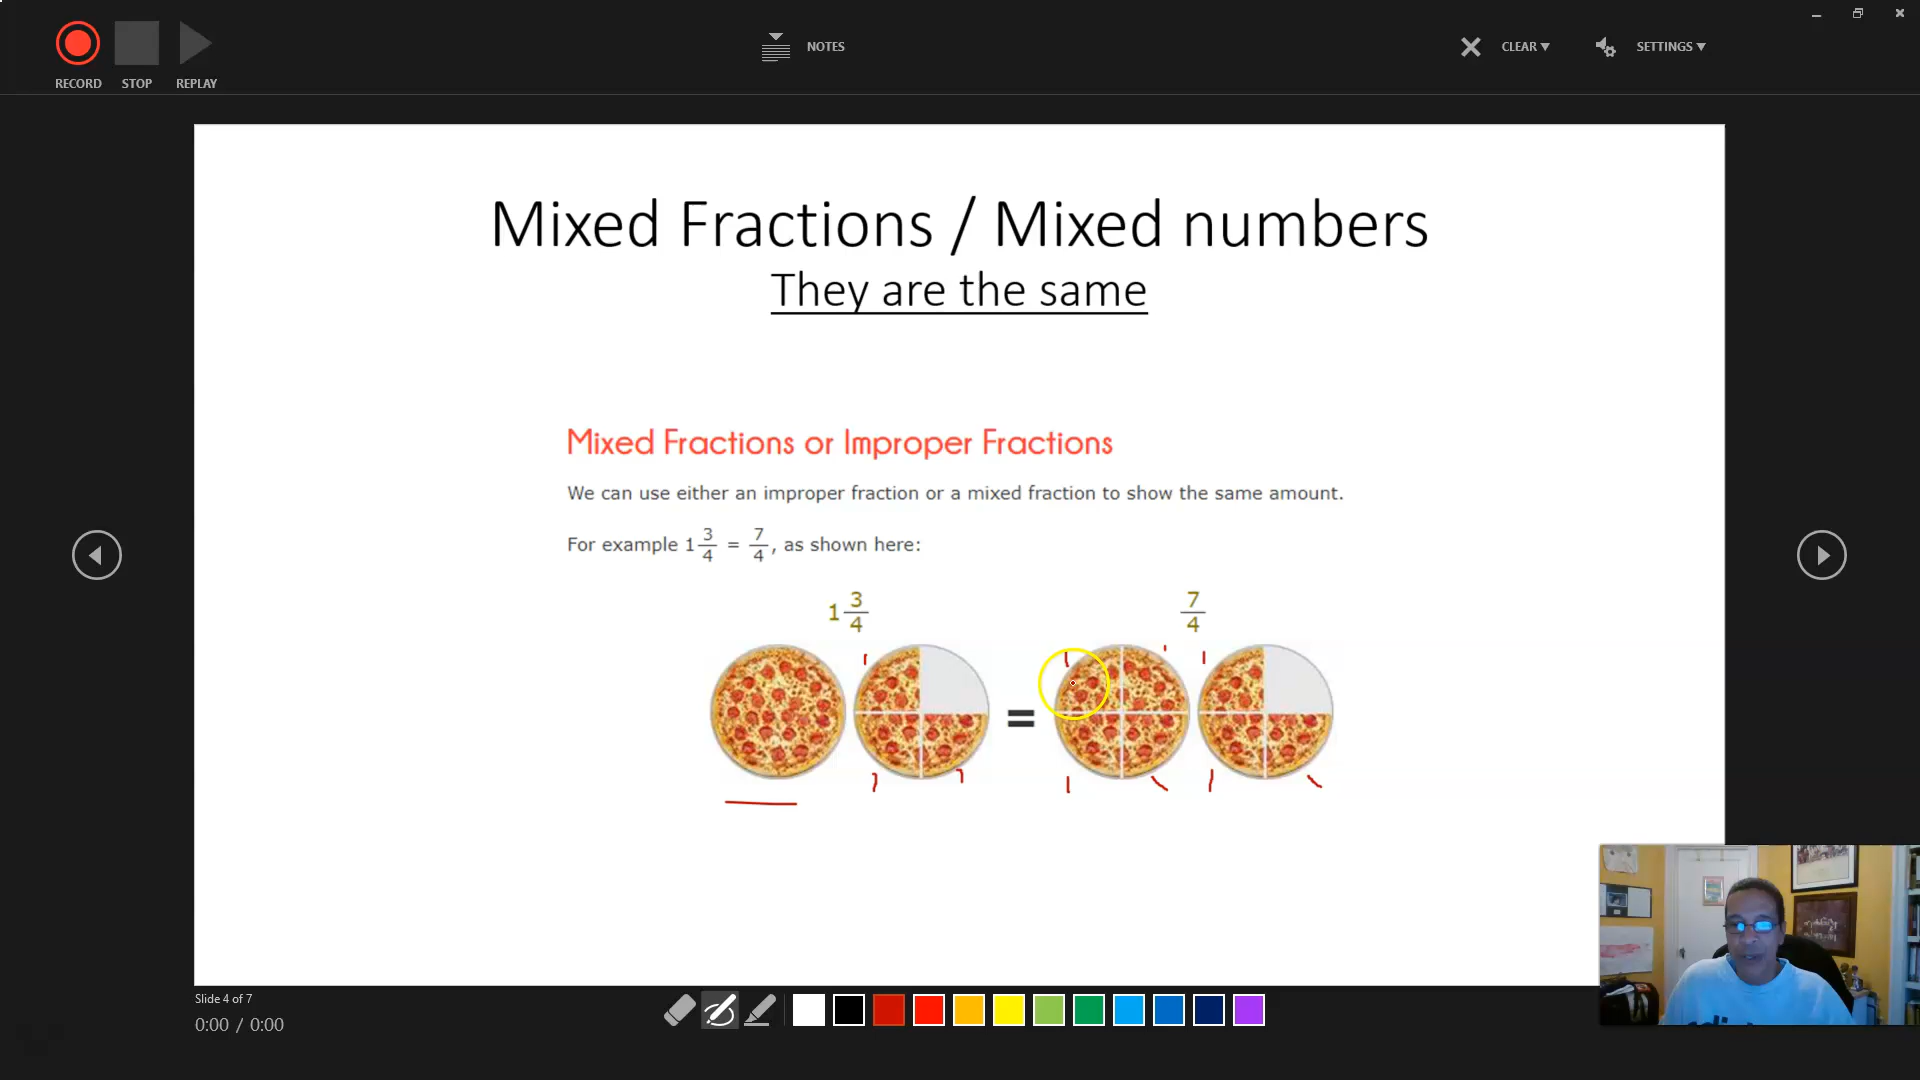 RECORD STOP REPLAY
NOTES
CLEAR
SETTINGS
Mixed Fractions / Mixed numbers
They are the same
Mixed Fractions or Improper Fractions
We can use either an improper fraction or a mixed fraction to show the same amount.
For example 1 3/4 = 7/4, as shown here:
1 3/4
7/4
=
Slide 4 of 7
0:00 / 0:00